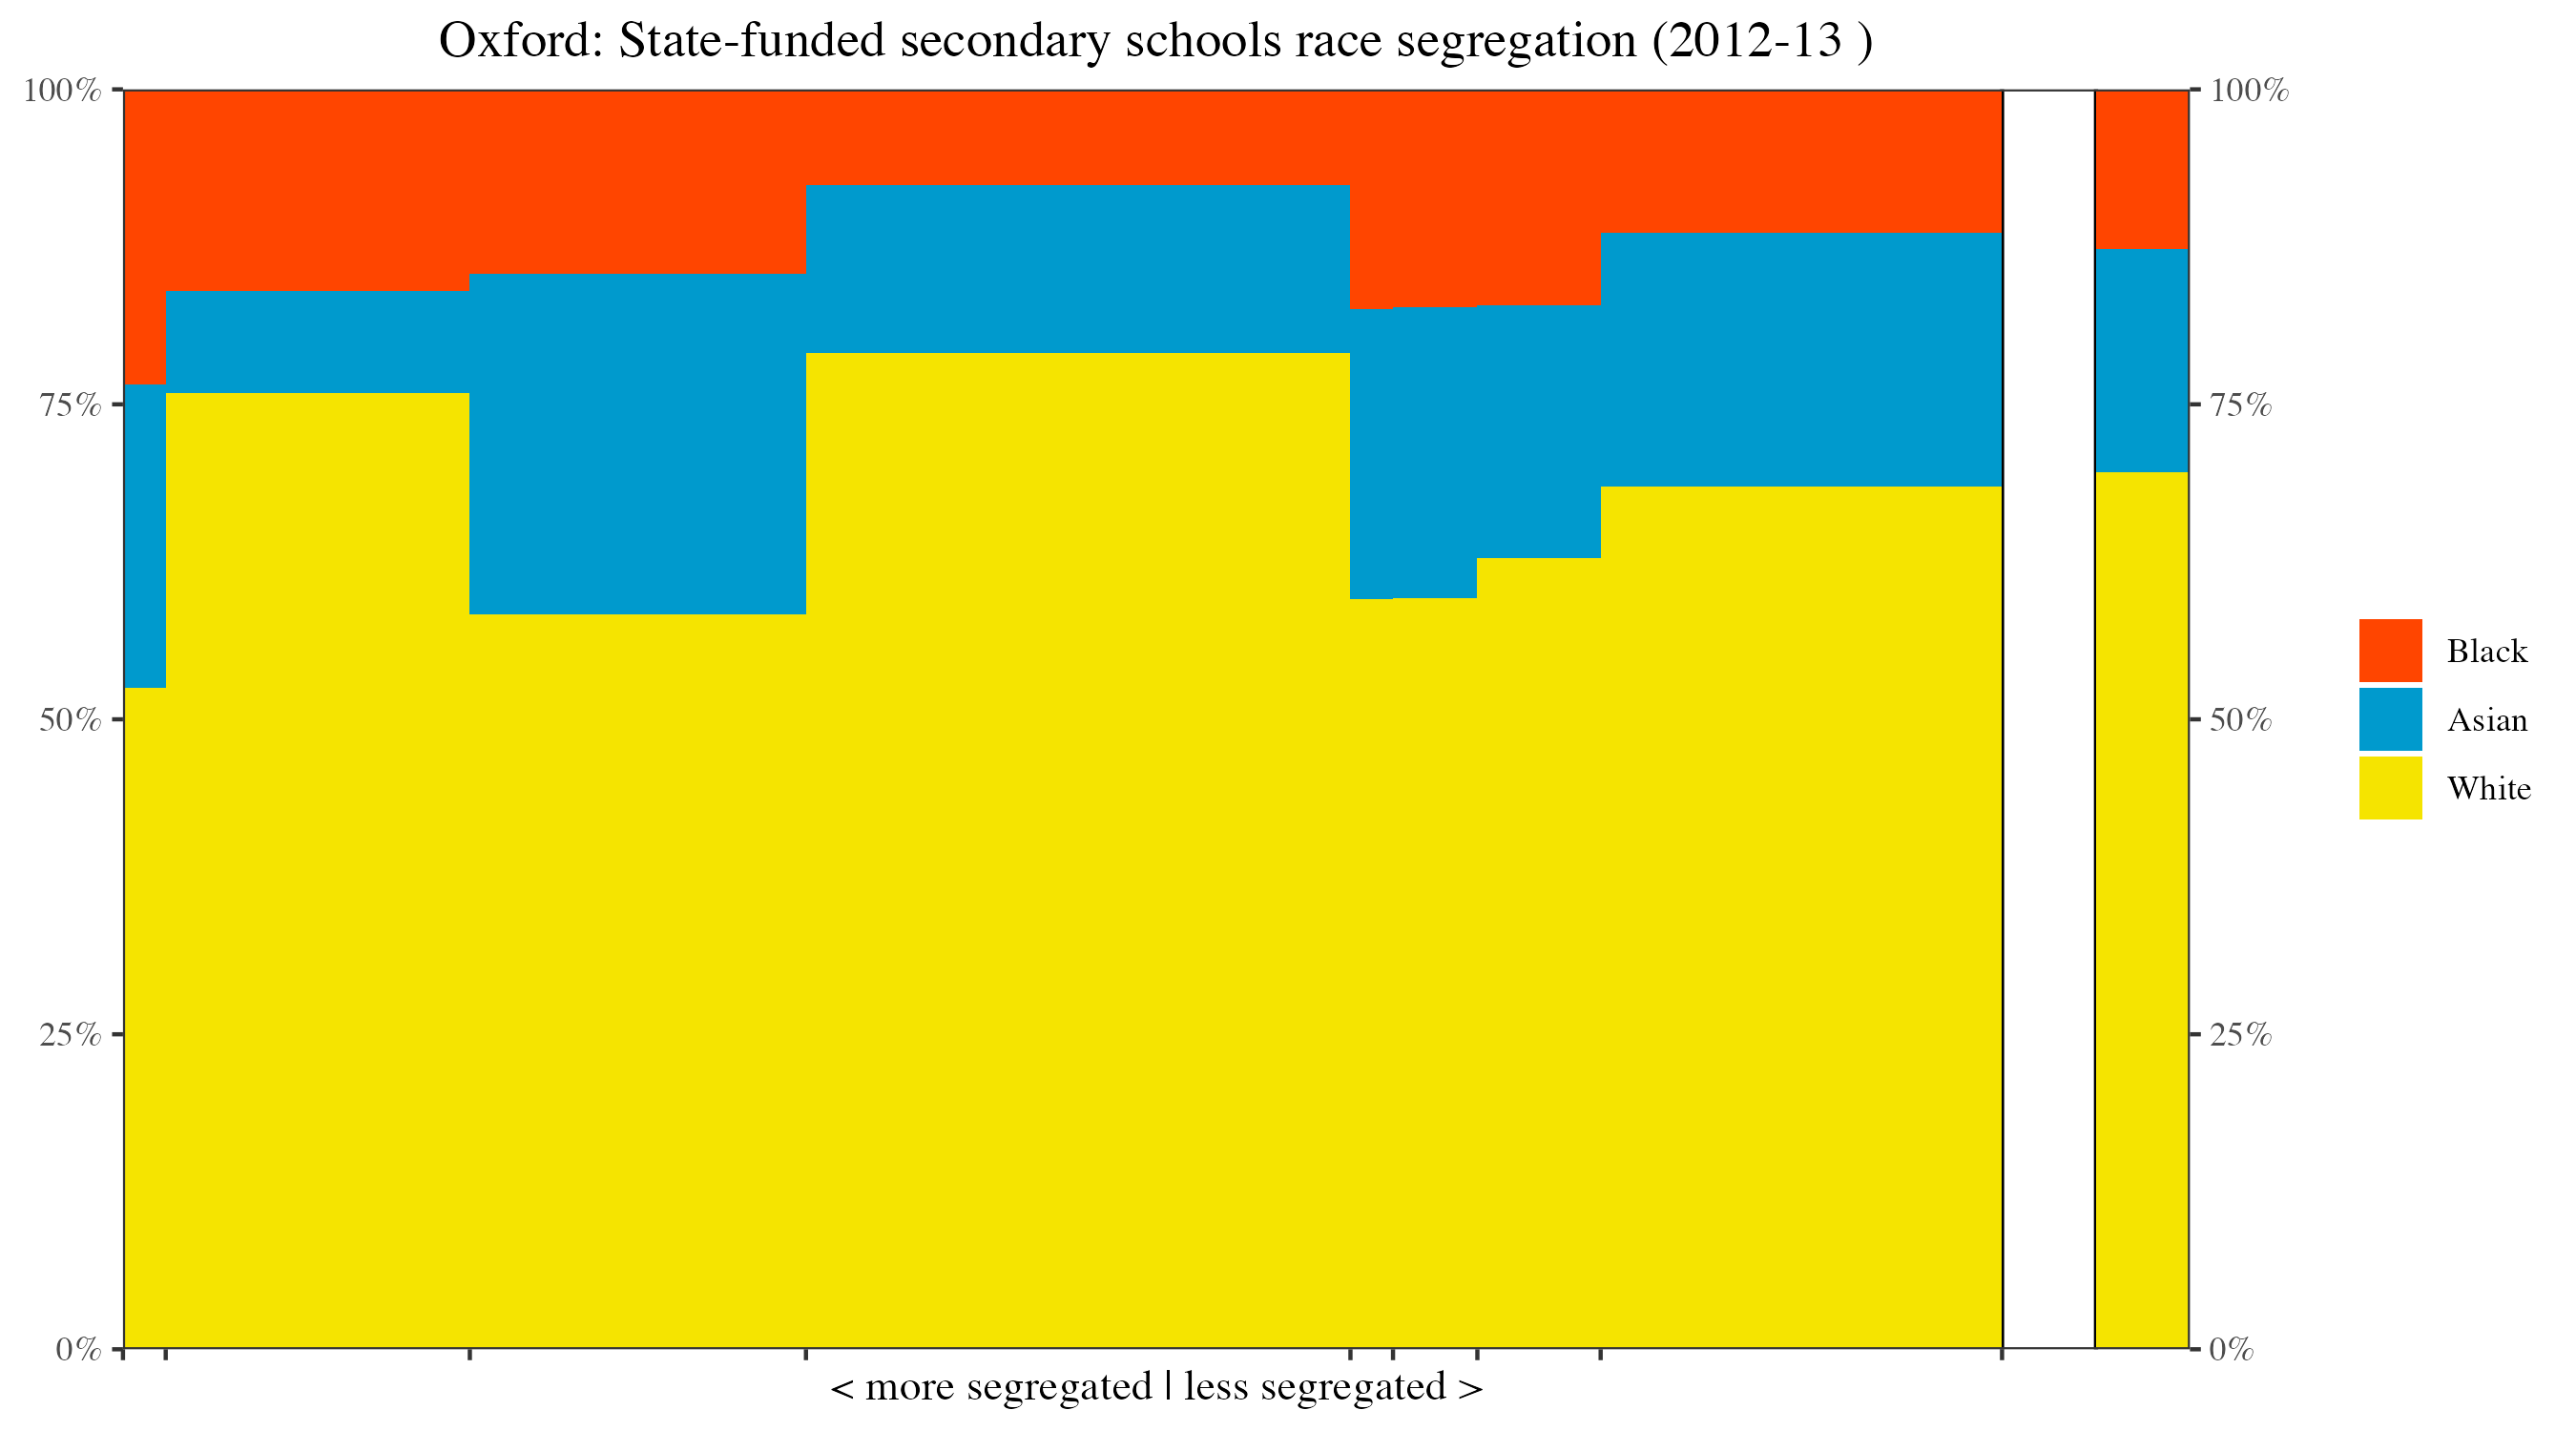 Oxford: State-funded secondary schools race segregation (2012-13 )
100%
75%
50%
25%
0%
100%
75%
50%
25%
0%
Black
Asian
White
< more segregated | less segregated >